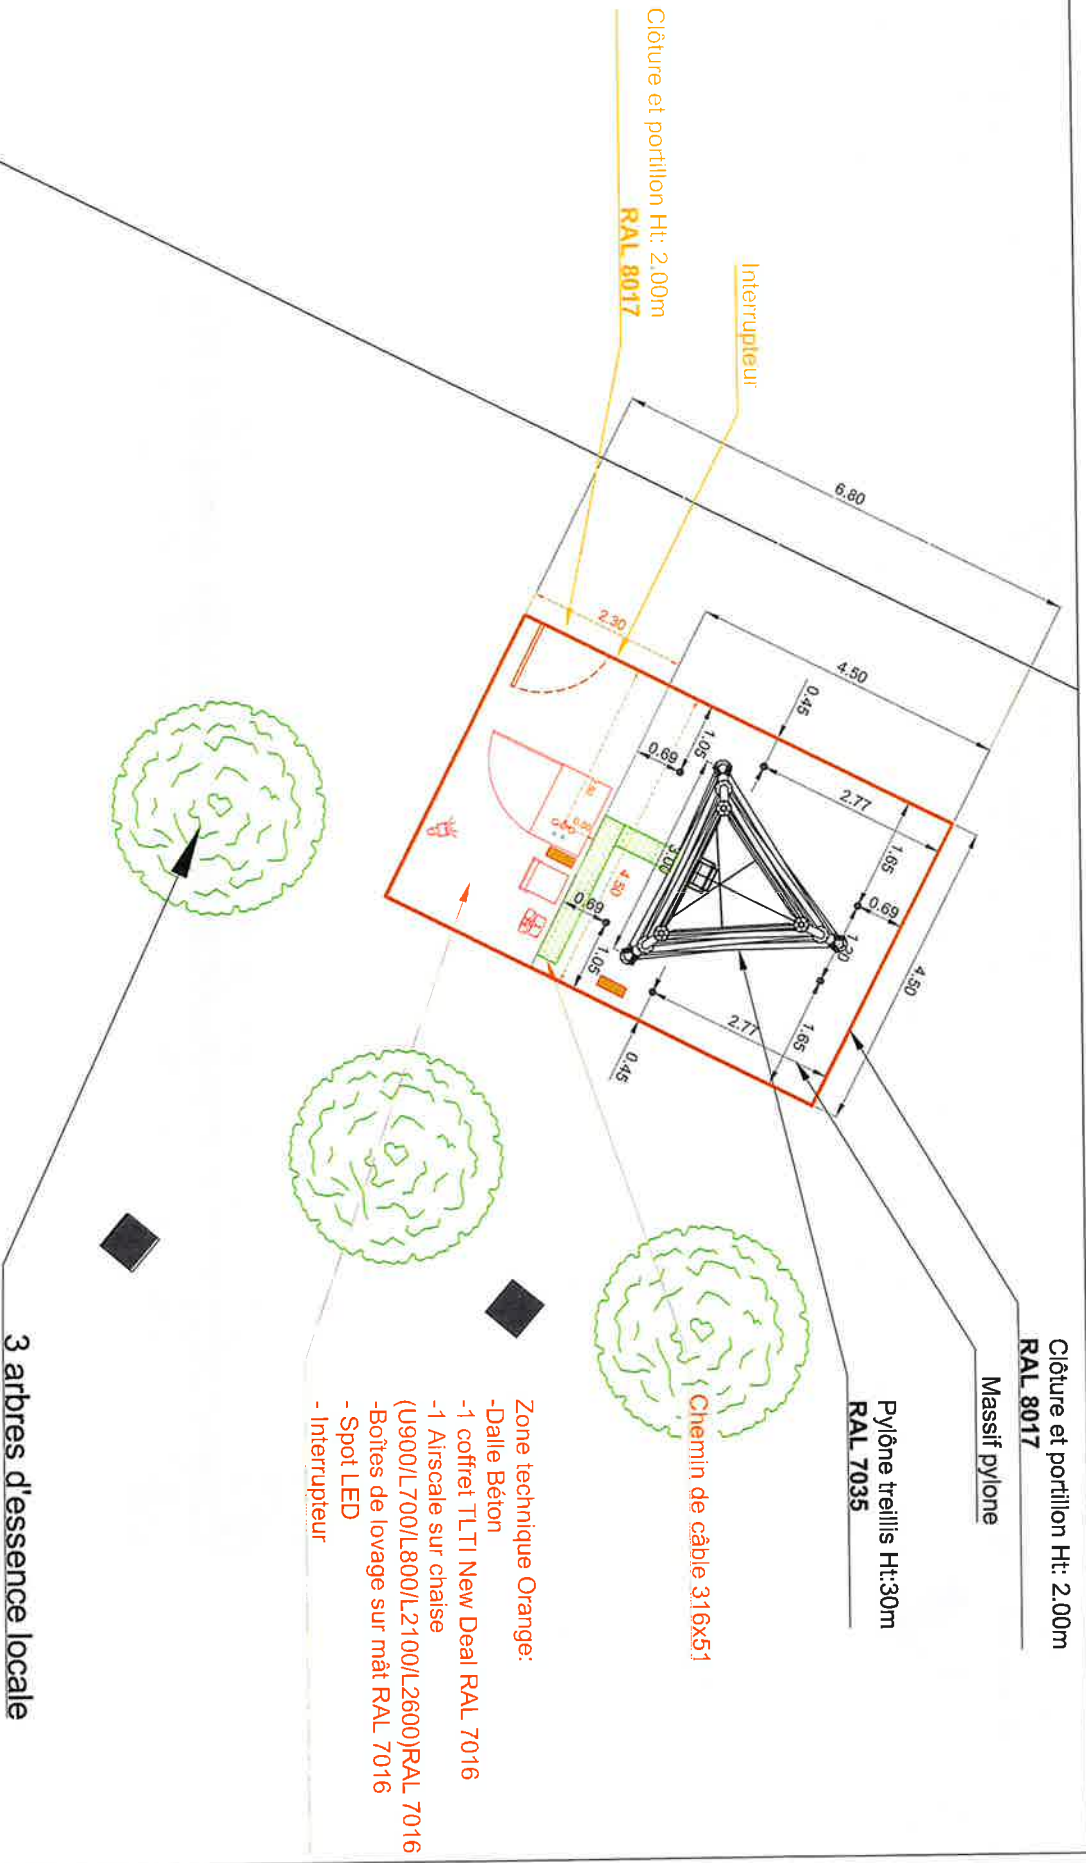 Clôture et portillon Ht: 2.00m
RAL 8017
Massif pylone
Pylône treillis Ht:30m
RAL 7035
Chemin de câble 316x51
Zone technique Orange:
-Dalle Béton
-1 coffret TLTI New Deal RAL 7016
-1 Airscale sur chaise
(U900/L700/L800/L2100/L2600)RAL 7016
-Boîtes de lovage sur mât RAL 7016
- Spot LED
- Interrupteur
3 arbres d'esssence locale
Clôture et portillon Ht: 2.00m
RAL 8017
Interrupteur
6.80
4.50
2.30
0.45
2.77
1.65
0.69
1.20
4.50
1.05
0.69
3.00
4.50
0.69
1.05
0.45
2.77
1.65